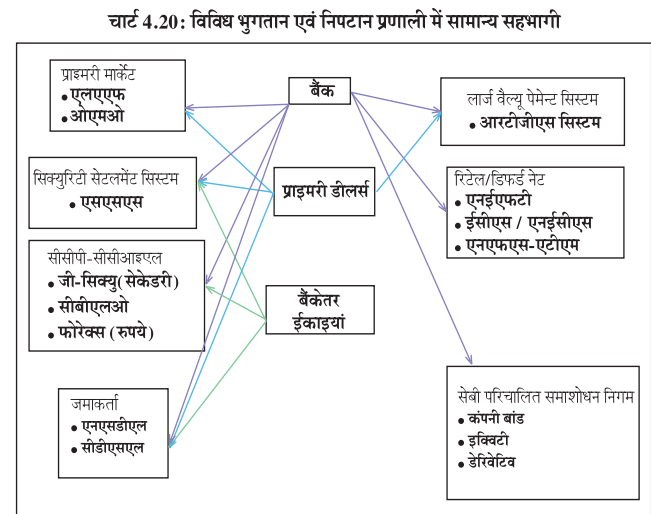 चार्ट 4.20: विविध भुगतान एवं निपटान प्रणाली में सामान्य सहभागी
प्राइमरी मार्केट
• एलएएफ
• ओएमओ
सिक्युरिटी सेटलमेंट सिस्टम
• एसएसएस
सीसीपी-सीसीआइएल
• जी-सिक्यु(सेकेडरी)
• सीबीएलओ
• फोरेक्स (रुपये)
जमाकर्ता
• एनएसडीएल
• सीडीएसएल
बैंक
प्राइमरी डीलर्स
बैंकेतर
ईकाइयां
लार्ज वैल्यू पेमेन्ट सिस्टम
• आरटीजीएस सिस्टम
रिटेल/डिफर्ड नेट
• एनईएफटी
• ईसीएस / एनईसीएस
• एनएफएस-एटीएम
सेबी परिचालित समाशोधन निगम
• कंपनी बांड
• इक्विटी
• डेरिवेटिव